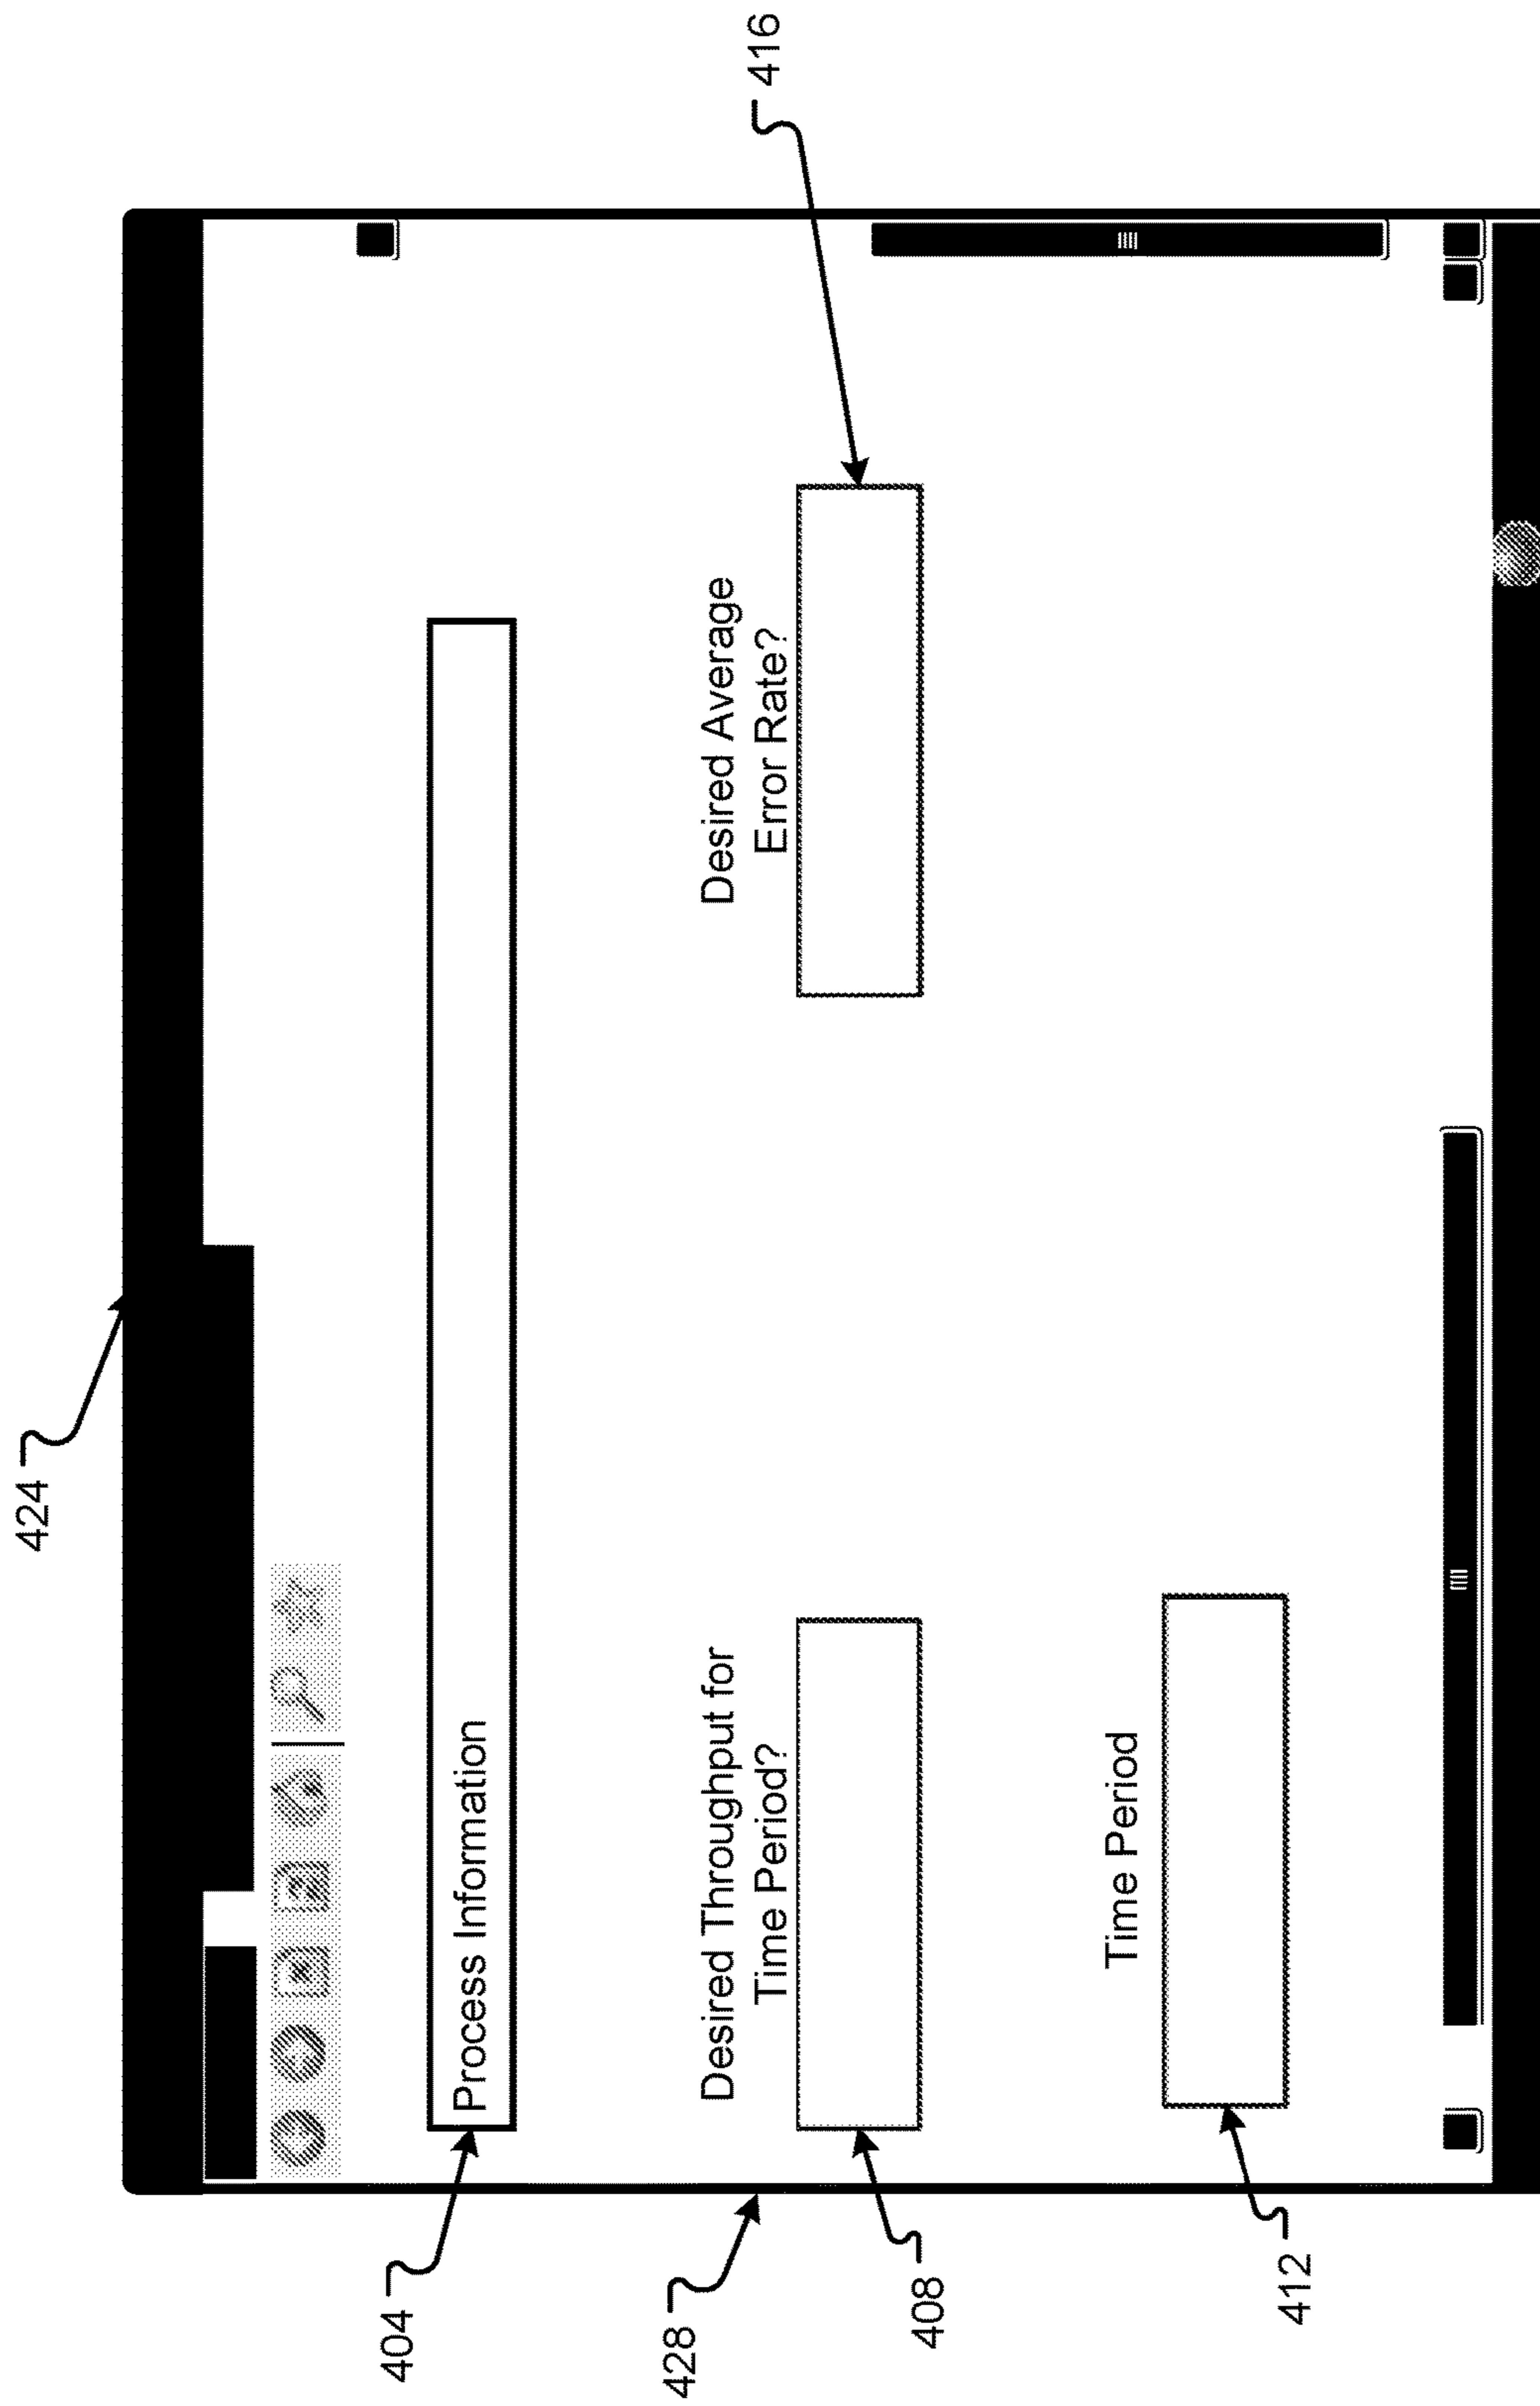 424
404
Process Information
428
Desired Throughput for
Time Period?
408
Desired Average
Error Rate?
416
Time Period
412